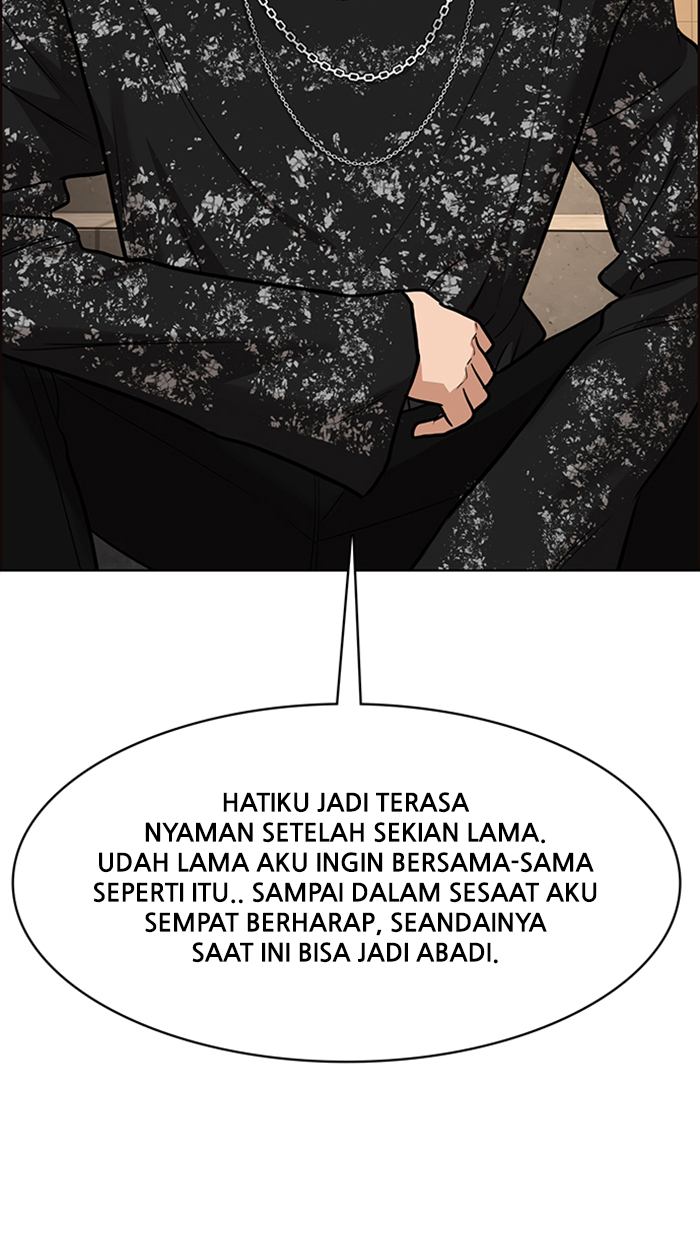 HATIKU JADI TERASA
NYAMAN SETELAH SEKIAN LAMA.
UDAH LAMA AKU INGIN BERSAMA-SAMA
SEPERTI ITU.. SAMPAI DALAM SESAAT AKU
SEMPAT BERHARAP, SEANDAINYA
SAAT INI BISA JADI ABADI.